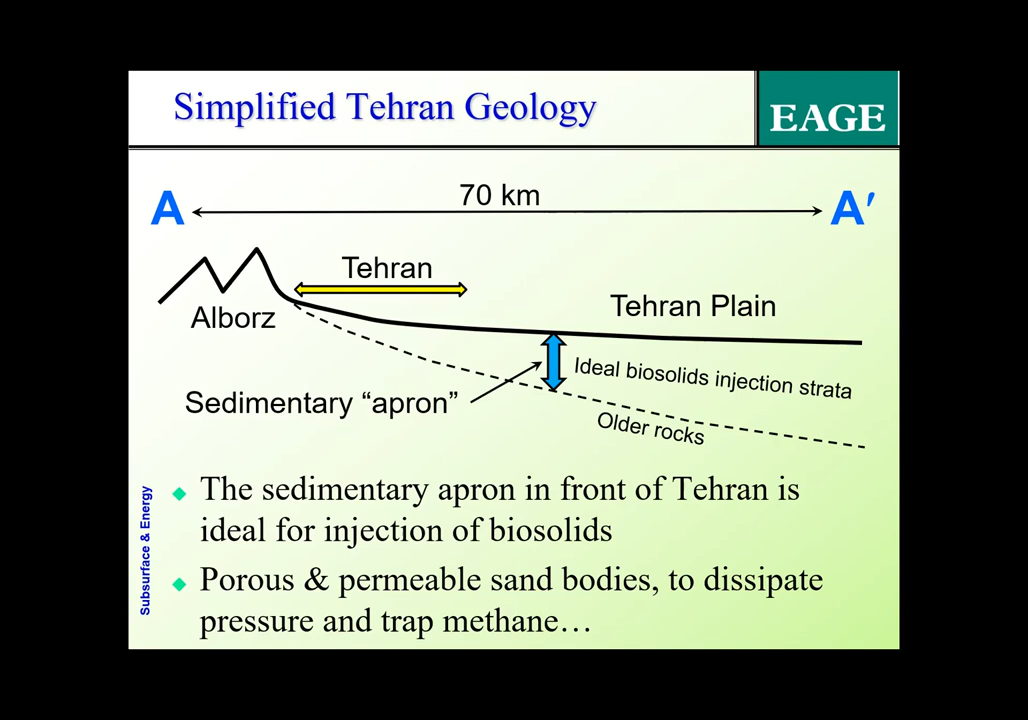 Simplified Tehran Geology
EAGE
A
70 km
A′
Tehran
Alborz
Tehran Plain
Ideal biosolids injection strata
Sedimentary “apron”
Older rocks
The sedimentary apron in front of Tehran is
ideal for injection of biosolids
Porous & permeable sand bodies, to dissipate
pressure and trap methane…
Subsurface & Energy